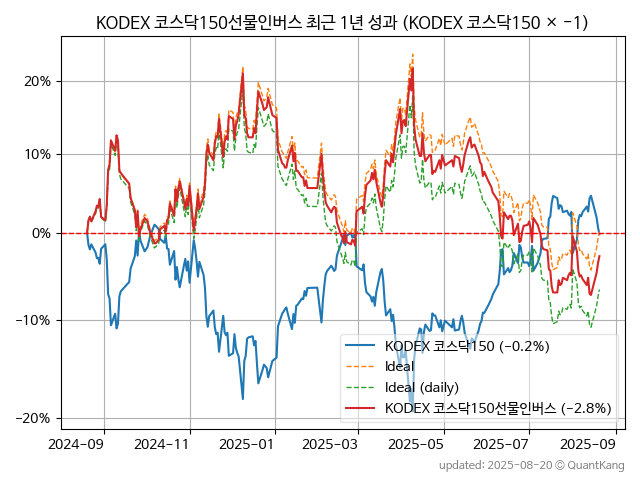 KODEX 코스닥150선물인버스 최근 1년 성과 (KODEX 코스닥150 × −1)
20%
10%
0%
−10%
−20%
KODEX 코스닥150 (−0.2%)
Ideal
Ideal (daily)
KODEX 코스닥150선물인버스 (−2.8%)
2024-09 2024-11 2025-01 2025-03 2025-05 2025-07 2025-09
updated: 2025-08-20 © QuantKang